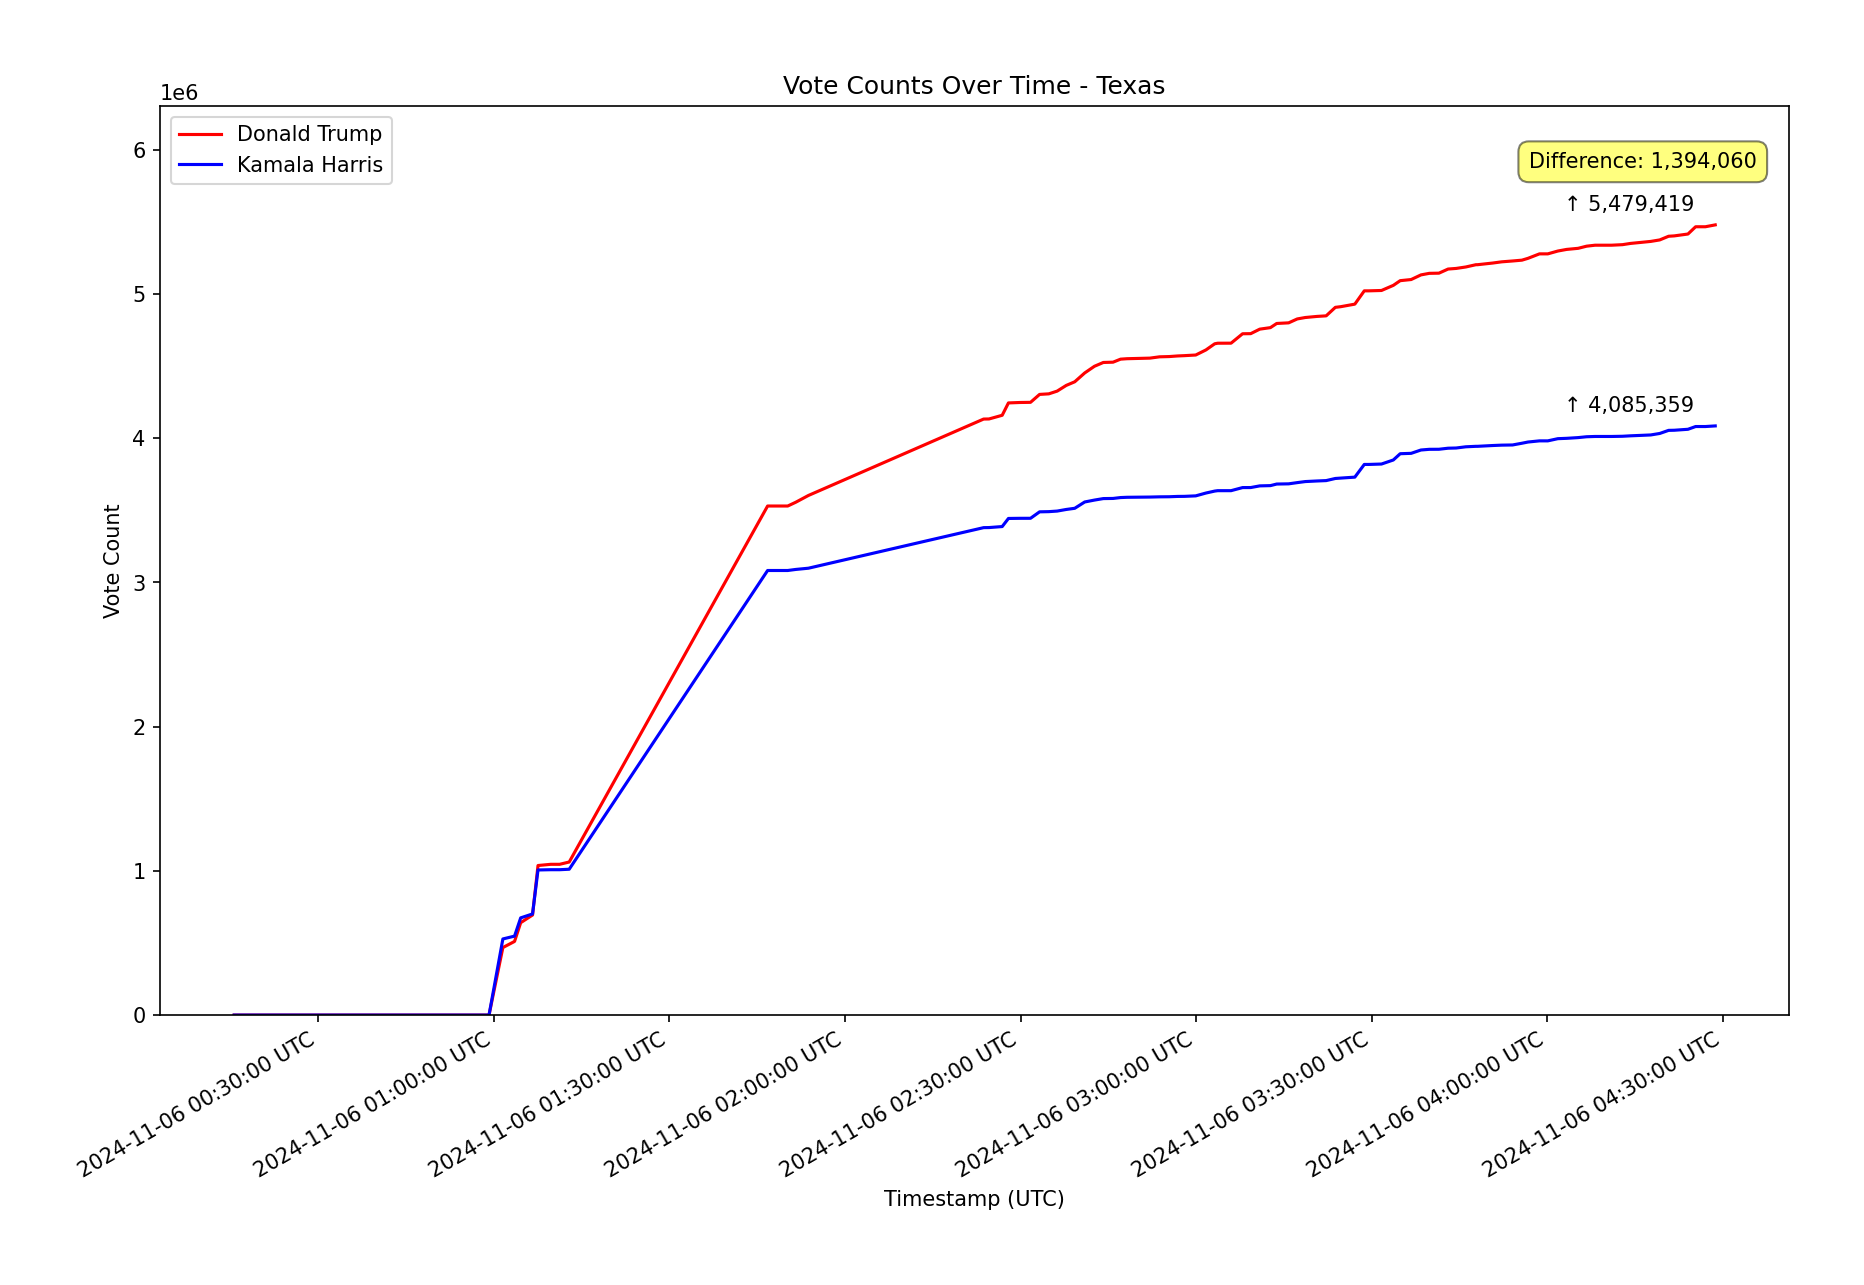 Vote Counts Over Time - Texas
1e6
Donald Trump
Kamala Harris
Difference: 1,394,060
↑ 5,479,419
↑ 4,085,359
6
5
4
3
2
1
0
Vote Count
2024-11-06 00:30:00 UTC
2024-11-06 01:00:00 UTC
2024-11-06 01:30:00 UTC
2024-11-06 02:00:00 UTC
2024-11-06 02:30:00 UTC
2024-11-06 03:00:00 UTC
2024-11-06 03:30:00 UTC
2024-11-06 04:00:00 UTC
2024-11-06 04:30:00 UTC
Timestamp (UTC)